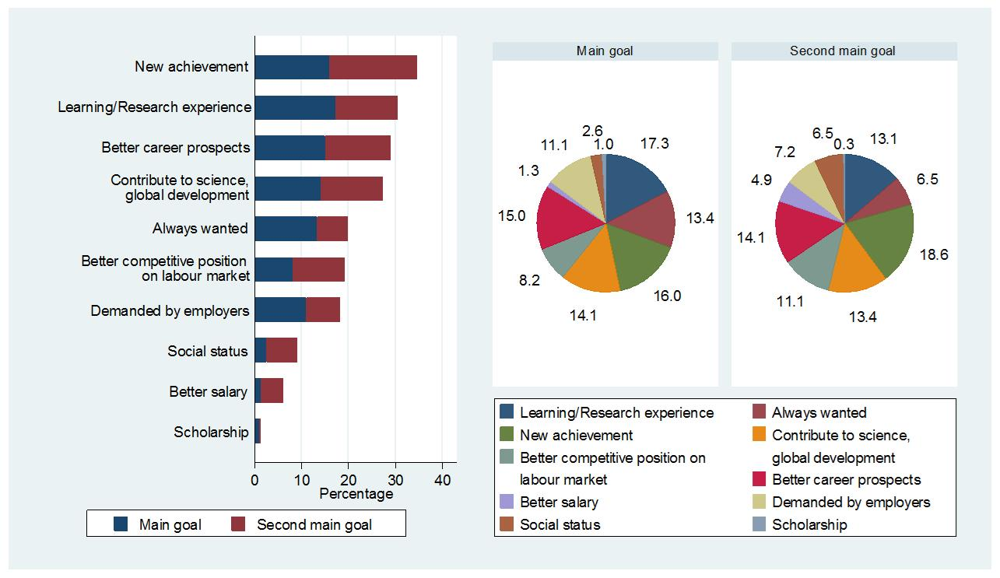 New achievement
Learning/Research experience
Better career prospects
Contribute to science,
global development
Always wanted
Better competitive position
on labour market
Demanded by employers
Social status
Better salary
Scholarship
0 10 20 30 40
Percentage
Main goal Second main goal
Main goal
2.6
1.0
17.3
11.1
1.3
13.4
15.0
8.2
16.0
14.1
Second main goal
6.5
0.3
13.1
7.2
4.9
6.5
14.1
18.6
11.1
13.4
Learning/Research experience
Always wanted
New achievement
Contribute to science,
global development
Better competitive position on
labour market
Better career prospects
Better salary
Demanded by employers
Social status
Scholarship